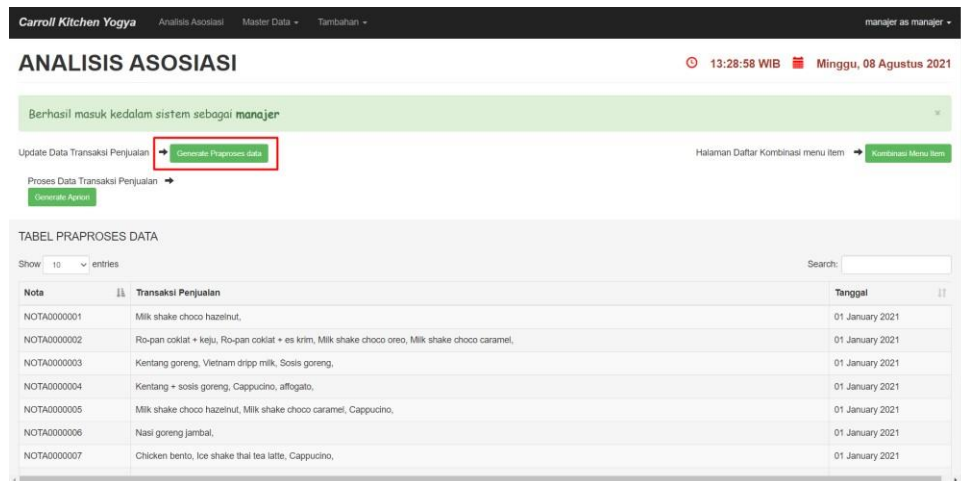 Carroll Kitchen Yogya Analisis Asosiasi Master Data Tambahan manajer as manajer
ANALISIS ASOSIASI 13:28:58 WIB Minggu, 08 Agustus 2021
Berhasil masuk kedalam sistem sebagai manajer ×
Update Data Transaksi Penjualan ➜ Generate Praproses data Halaman Daftar Kombinasi menu item ➜ Kombinasi Menu Item
Proses Data Transaksi Penjualan ➜
Generate Apriori
TABEL PRAPROSES DATA
Show 10 entries Search:
Nota Transaksi Penjualan Tanggal
NOTA0000001 Milk shake choco hazelnut, 01 January 2021
NOTA0000002 Ro-pan coklat + keju, Ro-pan coklat + es krim, Milk shake choco oreo, Milk shake choco caramel, 01 January 2021
NOTA0000003 Kentang goreng, Vietnam dripp milk, Sosis goreng, 01 January 2021
NOTA0000004 Kentang + sosis goreng, Cappucino, affogato, 01 January 2021
NOTA0000005 Milk shake choco hazelnut, Milk shake choco caramel, Cappucino, 01 January 2021
NOTA0000006 Nasi goreng jambal, 01 January 2021
NOTA0000007 Chicken bento, Ice shake thai tea latte, Cappucino, 01 January 2021